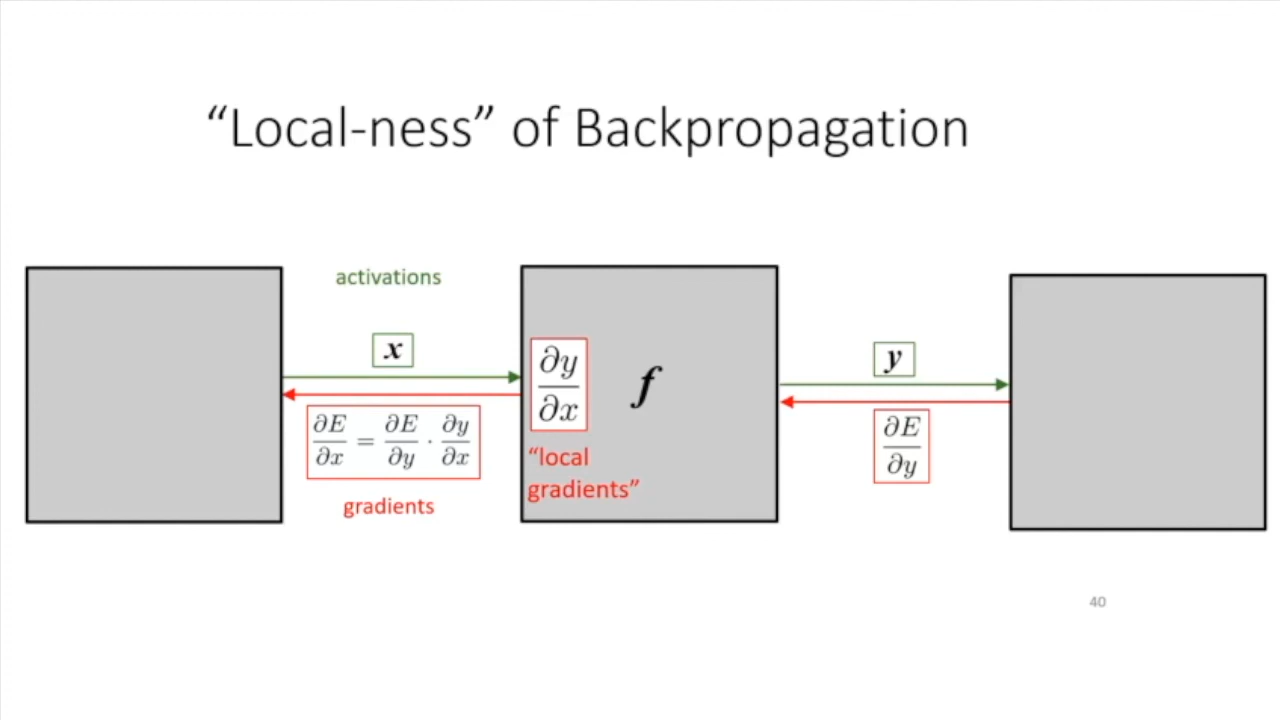 “Local-ness” of Backpropagation
activations
x
∂E/∂x = ∂E/∂y · ∂y/∂x
gradients
∂y/∂x
f
“local
gradients”
y
∂E/∂y
40